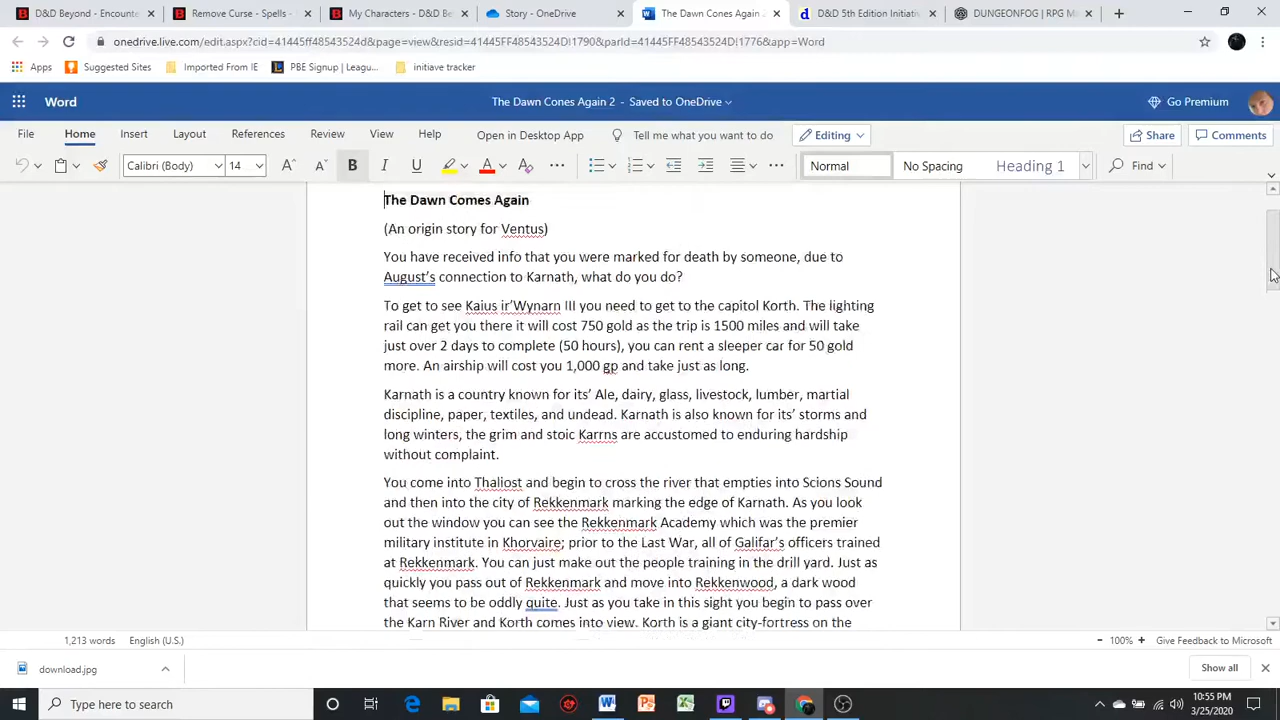 D&D Beyond - Encounte
Remove Curse - Spells -
My Characters - D&D Be
Story - OneDrive
The Dawn Cones Again
D&D 5th Edition Initiativ
DUNGEONFOG | RPG M
onedrive.live.com/edit.aspx?cid=41445ff48543524d&page=view&resid=41445FF48543524D!1790&parId=41445FF48543524D!1776&app=Word
Apps
Suggested Sites
Imported From IE
PBE Signup | Leagu...
initiave tracker
Word
The Dawn Cones Again 2 - Saved to OneDrive
Go Premium
File
Home
Insert
Layout
References
Review
View
Help
Open in Desktop App
Tell me what you want to do
Editing
Share
Comments
Calibri (Body)
14
B
I
U
Normal
No Spacing
Heading 1
Find
The Dawn Comes Again
(An origin story for Ventus)
You have received info that you were marked for death by someone, due to
August's connection to Karnath, what do you do?
To get to see Kaius ir'Wynarn III you need to get to the capitol Korth. The lighting
rail can get you there it will cost 750 gold as the trip is 1500 miles and will take
just over 2 days to complete (50 hours), you can rent a sleeper car for 50 gold
more. An airship will cost you 1,000 gp and take just as long.
Karnath is a country known for its' Ale, dairy, glass, livestock, lumber, martial
discipline, paper, textiles, and undead. Karnath is also known for its' storms and
long winters, the grim and stoic Karrns are accustomed to enduring hardship
without complaint.
You come into Thaliost and begin to cross the river that empties into Scions Sound
and then into the city of Rekkenmark marking the edge of Karnath. As you look
out the window you can see the Rekkenmark Academy which was the premier
military institute in Khorvaire; prior to the Last War, all of Galifar's officers trained
at Rekkenmark. You can just make out the people training in the drill yard. Just as
quickly you pass out of Rekkenmark and move into Rekkenwood, a dark wood
that seems to be oddly quite. Just as you take in this sight you begin to pass over
the Karn River and Korth comes into view. Korth is a giant city-fortress on the
1,213 words
English (U.S.)
100%
Give Feedback to Microsoft
download.jpg
Show all
Type here to search
10:55 PM
3/25/2020